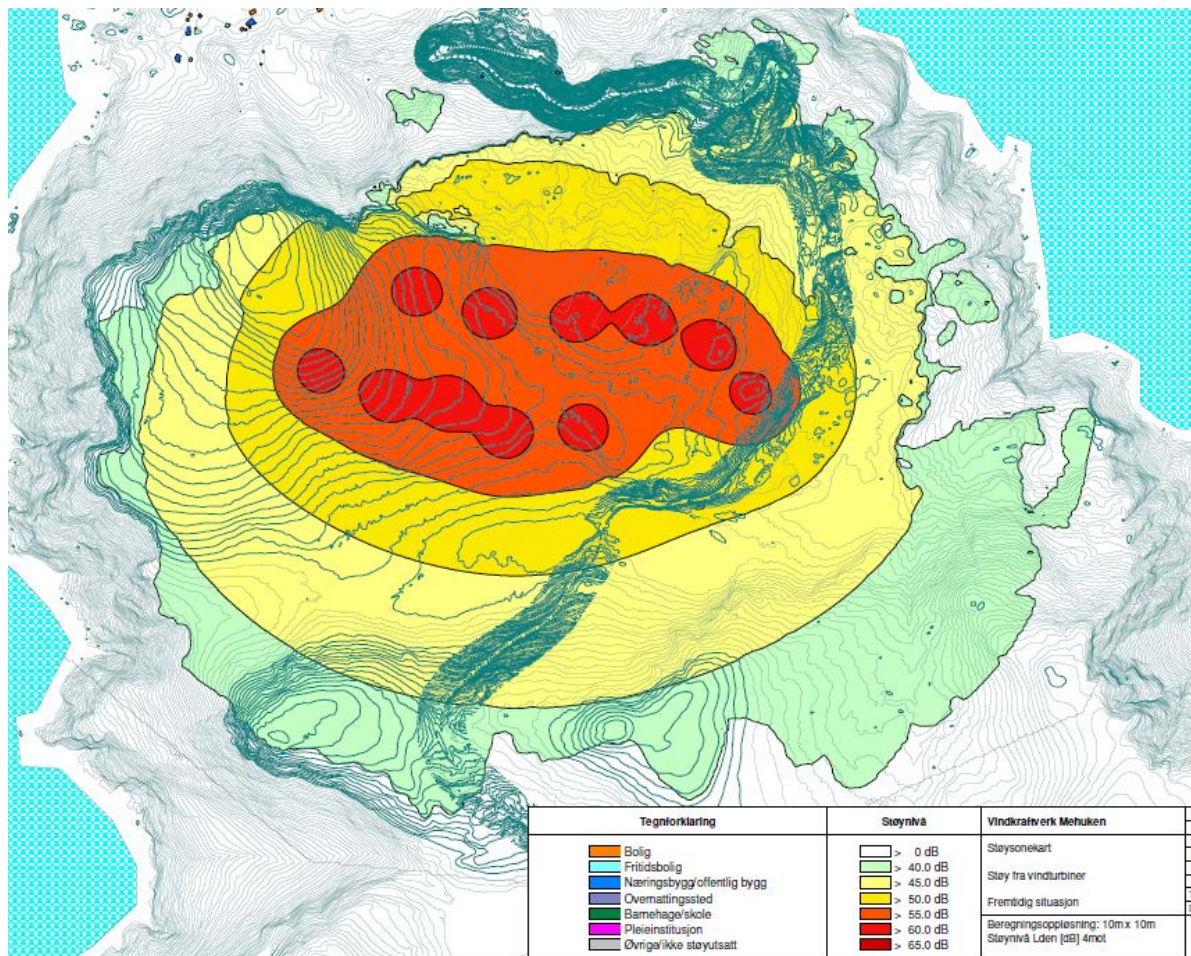 Tegnforklaring
Bolig
Fritidsbolig
Næringsbygg/offentlig bygg
Overnattingssted
Barnehage/skole
Pleieinstitusjon
Øvrige/ikke støyutsatt
Støynivå
> 0 dB
> 40.0 dB
> 45.0 dB
> 50.0 dB
> 55.0 dB
> 60.0 dB
> 65.0 dB
Vindkraftverk Mehuken
Støysonekart
Støy fra vindturbiner
Fremtidig situasjon
Beregningsoppløsning: 10m x 10m
Støynivå Lden [dB] 4mot